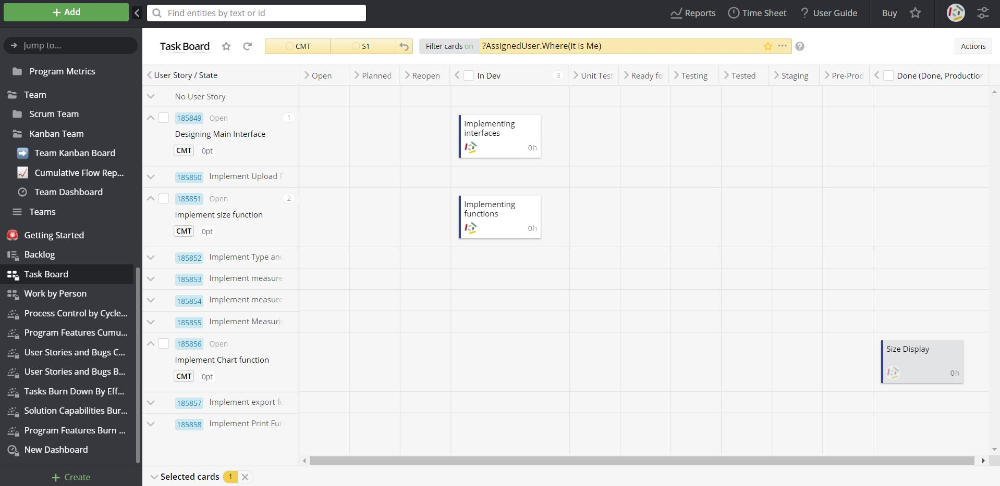 + Add
Find entities by text or id
Reports
Time Sheet
? User Guide
Buy
Jump to...
Task Board
CMT
S1
Filter cards on
?AssignedUser.Where(it is Me)
Actions
Program Metrics
Team
Scrum Team
Kanban Team
Team Kanban Board
Cumulative Flow Rep...
Team Dashboard
Teams
Getting Started
Backlog
Task Board
Work by Person
Process Control by Cycle...
Program Features Cumu...
User Stories and Bugs C...
User Stories and Bugs B...
Tasks Burn Down By Eff...
Solution Capabilities Bur...
Program Features Burn ...
New Dashboard
+ Create
User Story / State
Open
Planned
Reopen
In Dev
3
Unit Test
Ready fo
Testing
Tested
Staging
Pre-Prod
Done (Done, Production
No User Story
185849 Open 1
Designing Main Interface
CMT 0pt
implementing
interfaces
0h
185850 Implement Upload F
185851 Open 2
Implement size function
CMT 0pt
Implementing
functions
0h
185852 Implement Type and
185853 Implement measure
185854 Implement measure
185855 Implement Measurin
185856 Open
Implement Chart function
CMT 0pt
Size Display
0h
185857 Implement export fu
185858 Implement Print Fun
Selected cards 1